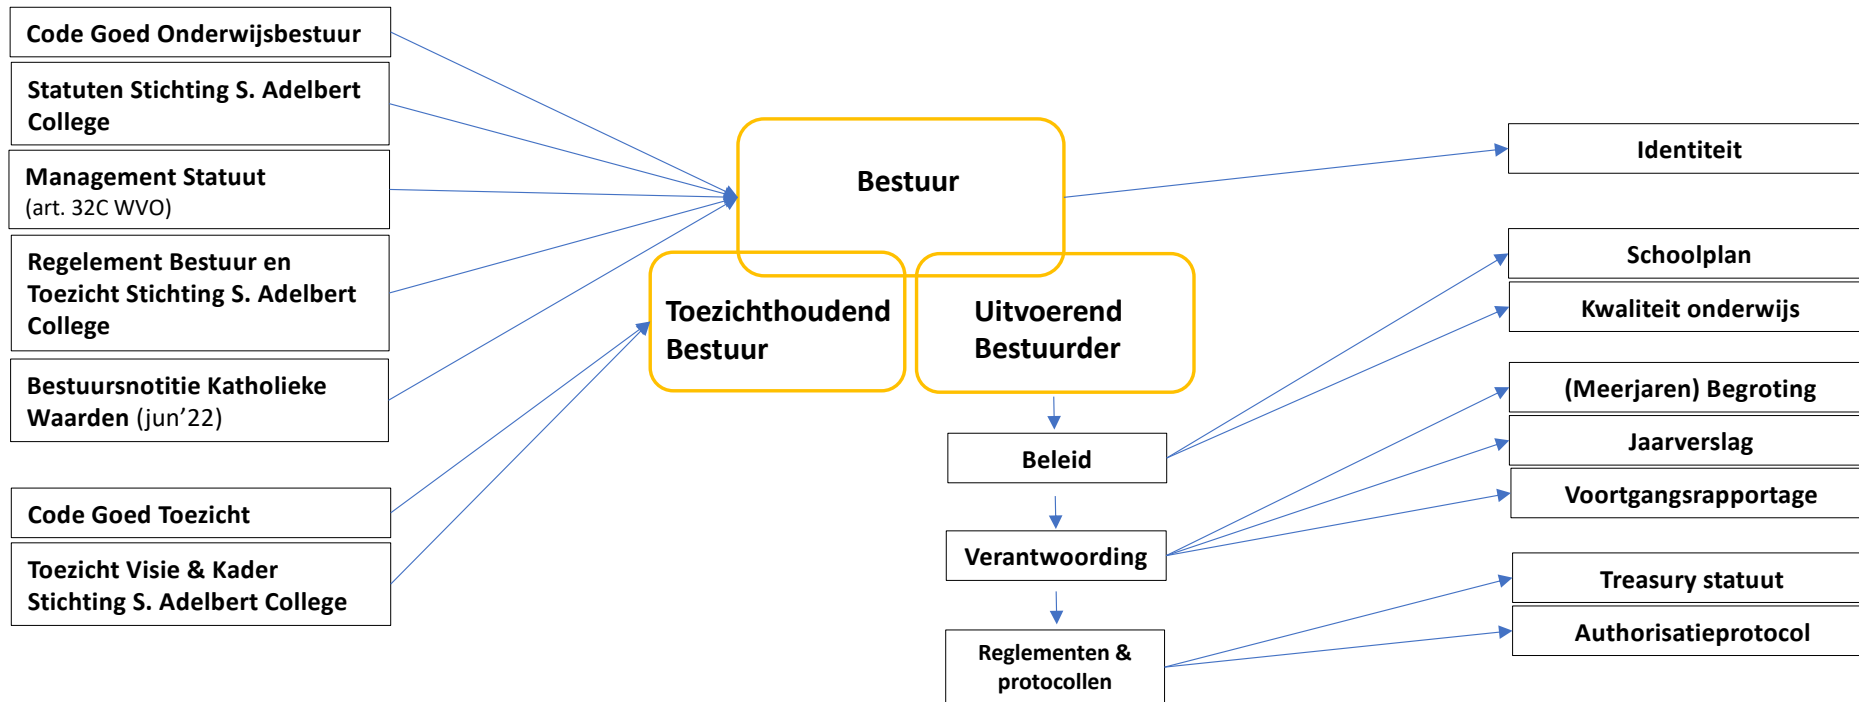 Code Goed Onderwijsbestuur
Statuten Stichting S. Adelbert
College
Management Statuut
(art. 32C WVO)
Regelement Bestuur en
Toezicht Stichting S. Adelbert
College
Bestuursnotitie Katholieke
Waarden (jun’22)
Code Goed Toezicht
Toezicht Visie & Kader
Stichting S. Adelbert College
Bestuur
Toezichthoudend
Bestuur
Uitvoerend
Bestuurder
Beleid
Verantwoording
Reglementen &
protocollen
Identiteit
Schoolplan
Kwaliteit onderwijs
(Meerjaren) Begroting
Jaarverslag
Voortgangsrapportage
Treasury statuut
Authorisatieprotocol